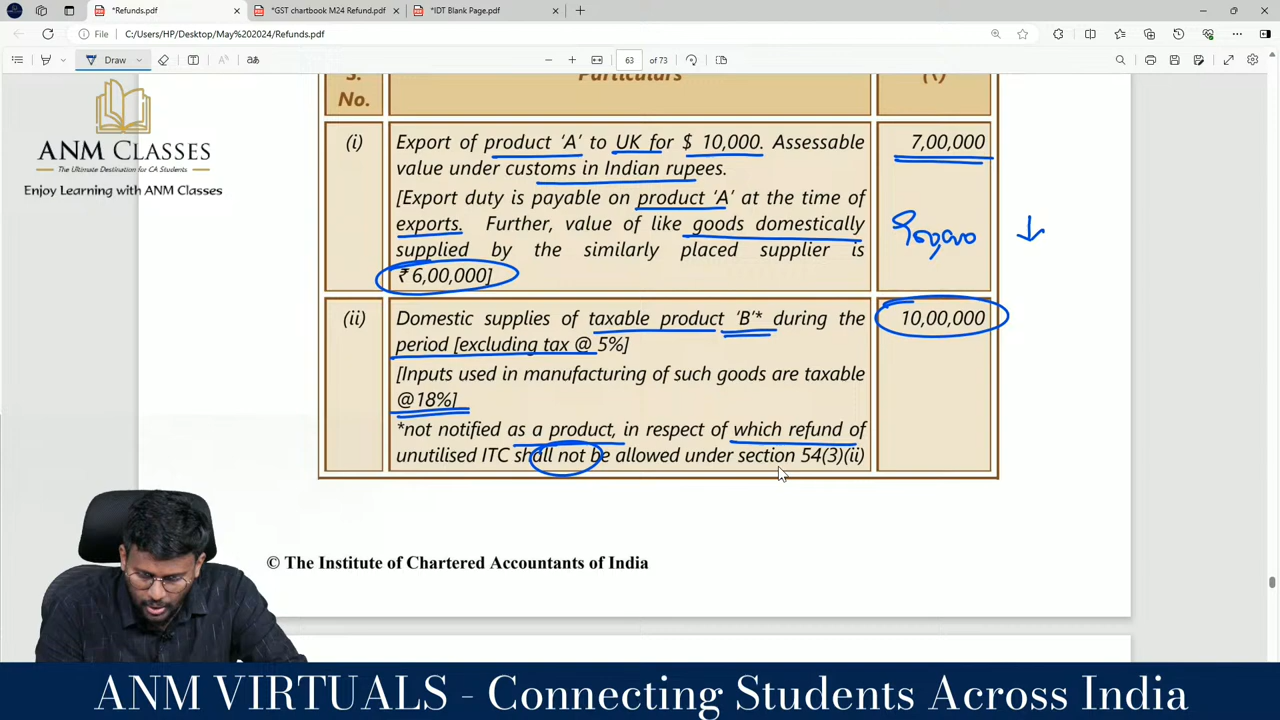 *Refunds.pdf
*GST chartbook M24 Refund.pdf
*IDT Blank Page.pdf
File
C:/Users/HP/Desktop/May%202024/Refunds.pdf
Draw
63 of 73
S.
No.
Particulars
(₹)
ANM CLASSES
The Ultimate Destination for CA Students
Enjoy Learning with ANM Classes
(i)
Export of product ‘A’ to UK for $ 10,000. Assessable
value under customs in Indian rupees.
[Export duty is payable on product ‘A’ at the time of
exports. Further, value of like goods domestically
supplied by the similarly placed supplier is
₹ 6,00,000]
7,00,000
(ii)
Domestic supplies of taxable product ‘B’* during the
period [excluding tax @ 5%]
[Inputs used in manufacturing of such goods are taxable
@18%]
*not notified as a product, in respect of which refund of
unutilised ITC shall not be allowed under section 54(3)(ii)
10,00,000
© The Institute of Chartered Accountants of India
ANM VIRTUALS - Connecting Students Across India